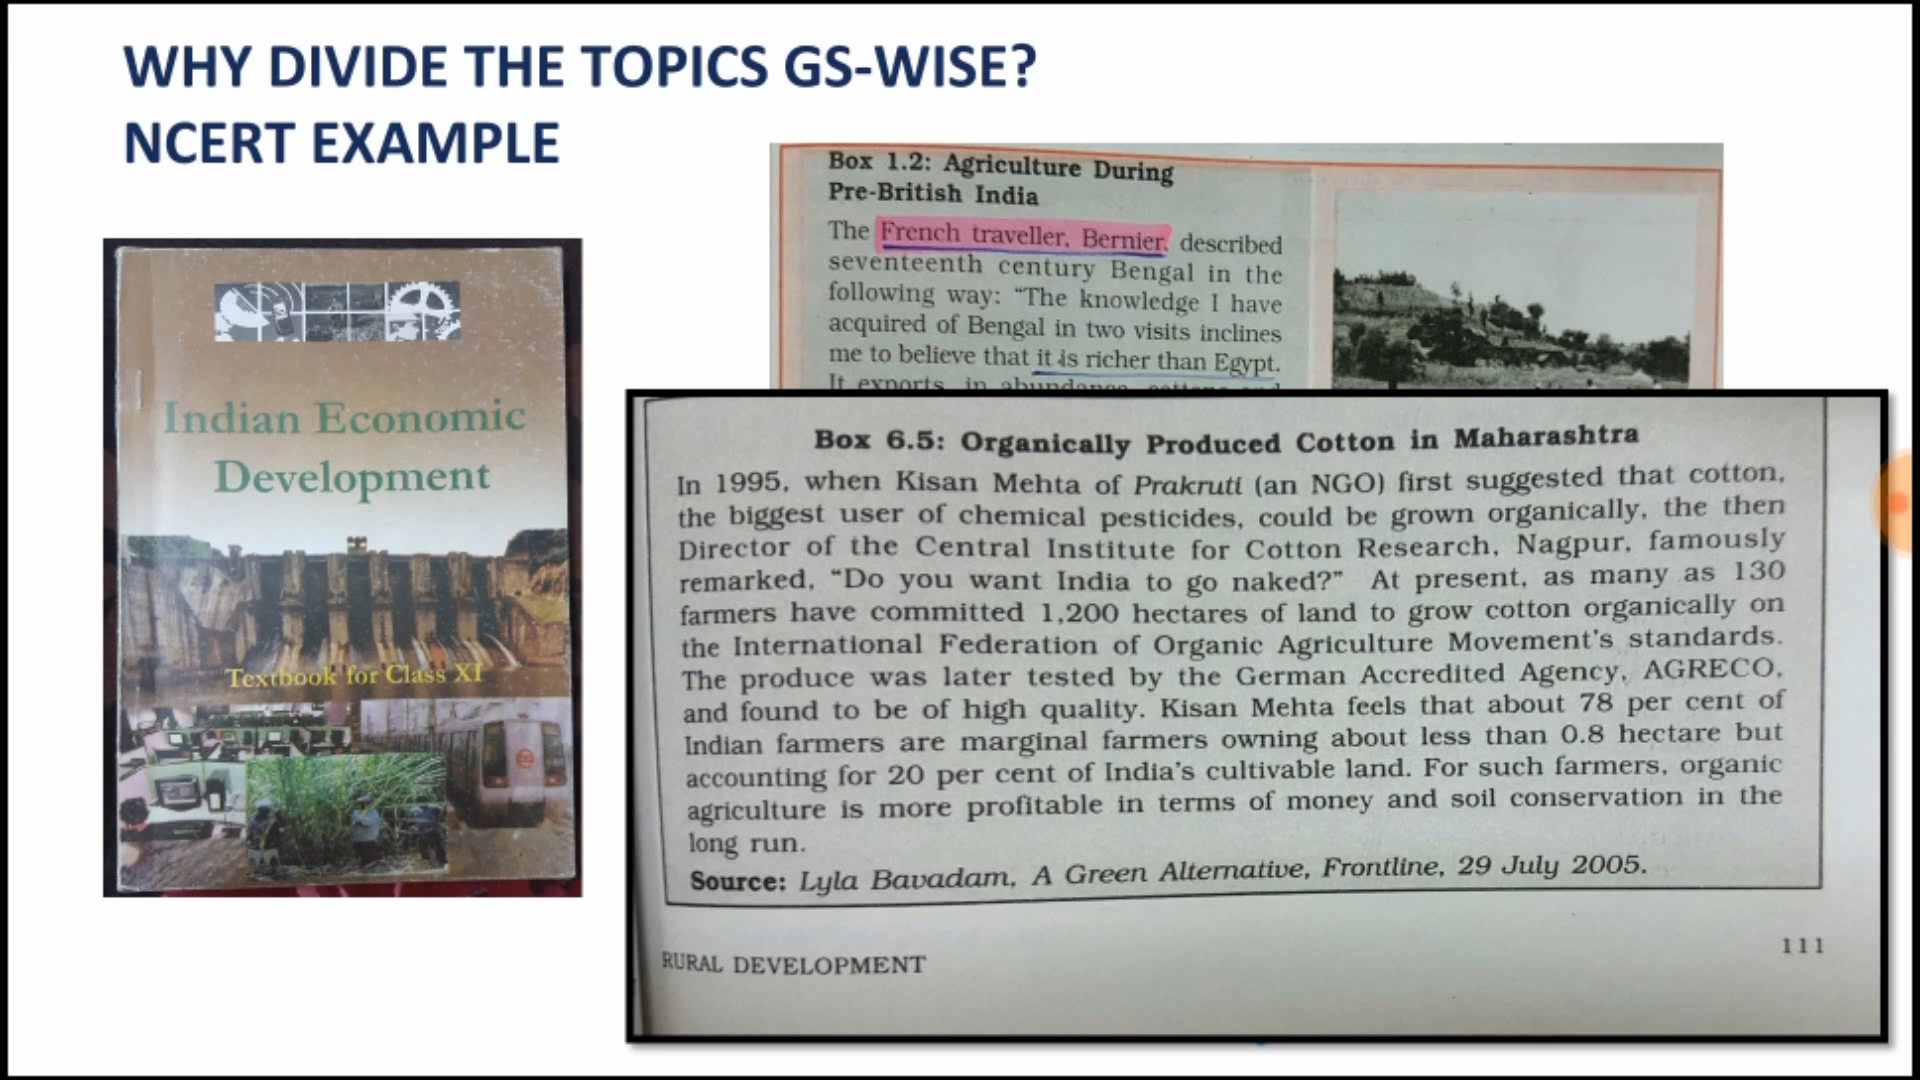 WHY DIVIDE THE TOPICS GS-WISE?
NCERT EXAMPLE
Indian Economic
Development
Textbook for Class XI
Box 1.2: Agriculture During
Pre-British India
The French traveller, Bernier, described
seventeenth century Bengal in the
following way: “The knowledge I have
acquired of Bengal in two visits inclines
me to believe that it is richer than Egypt.
It exports, in abundance, cottons and
Box 6.5: Organically Produced Cotton in Maharashtra
In 1995, when Kisan Mehta of Prakruti (an NGO) first suggested that cotton,
the biggest user of chemical pesticides, could be grown organically, the then
Director of the Central Institute for Cotton Research, Nagpur, famously
remarked, “Do you want India to go naked?” At present, as many as 130
farmers have committed 1,200 hectares of land to grow cotton organically on
the International Federation of Organic Agriculture Movement's standards.
The produce was later tested by the German Accredited Agency, AGRECO,
and found to be of high quality. Kisan Mehta feels that about 78 per cent of
Indian farmers are marginal farmers owning about less than 0.8 hectare but
accounting for 20 per cent of India's cultivable land. For such farmers, organic
agriculture is more profitable in terms of money and soil conservation in the
long run.
Source: Lyla Bavadam, A Green Alternative, Frontline, 29 July 2005.
RURAL DEVELOPMENT
111